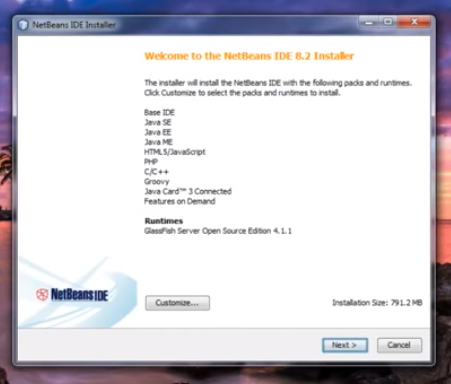 NetBeans IDE Installer
Welcome to the NetBeans IDE 8.2 Installer
The installer will install the NetBeans IDE with the following packs and runtimes.
Click Customize to select the packs and runtimes to install.
Base IDE
Java SE
Java EE
Java ME
HTML5/JavaScript
PHP
C/C++
Groovy
Java Card™ 3 Connected
Features on Demand
Runtimes
GlassFish Server Open Source Edition 4.1.1
NetBeans IDE
Customize...
Installation Size: 791.2 MB
Next >
Cancel